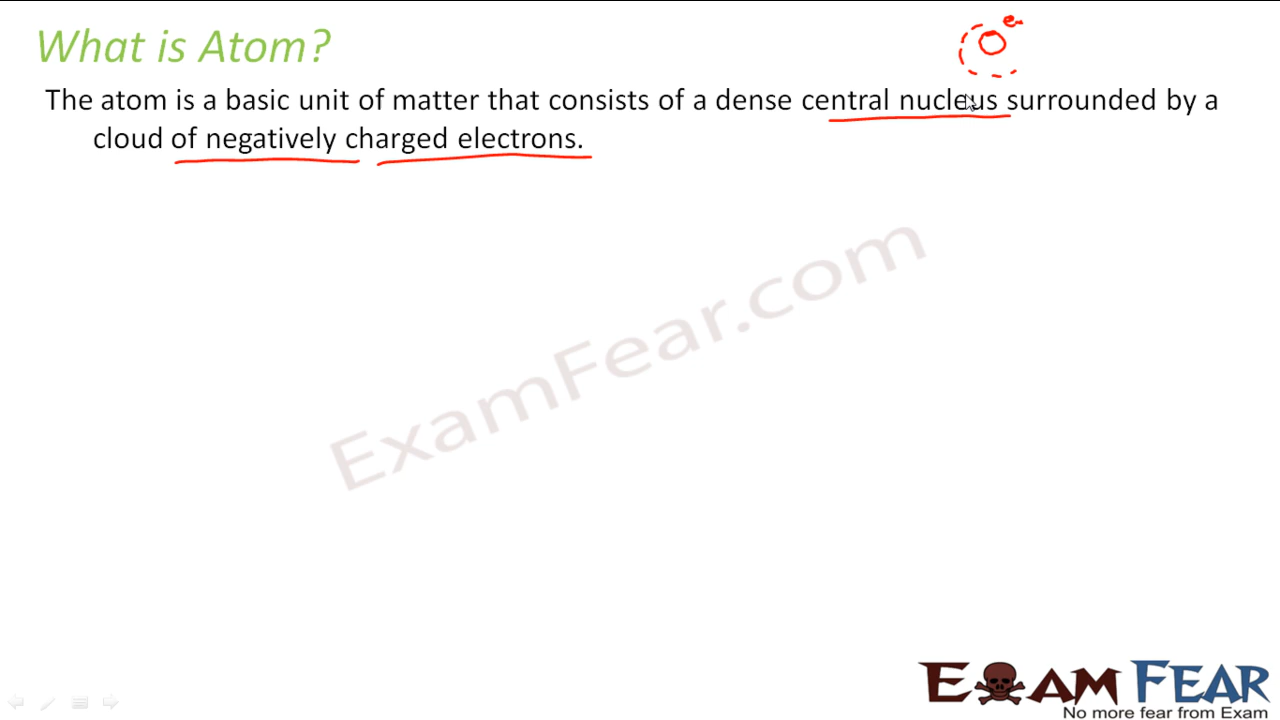 What is Atom?
e-
The atom is a basic unit of matter that consists of a dense central nucleus surrounded by a
cloud of negatively charged electrons.
ExamFear.com
EXAM FEAR
No more fear from Exam